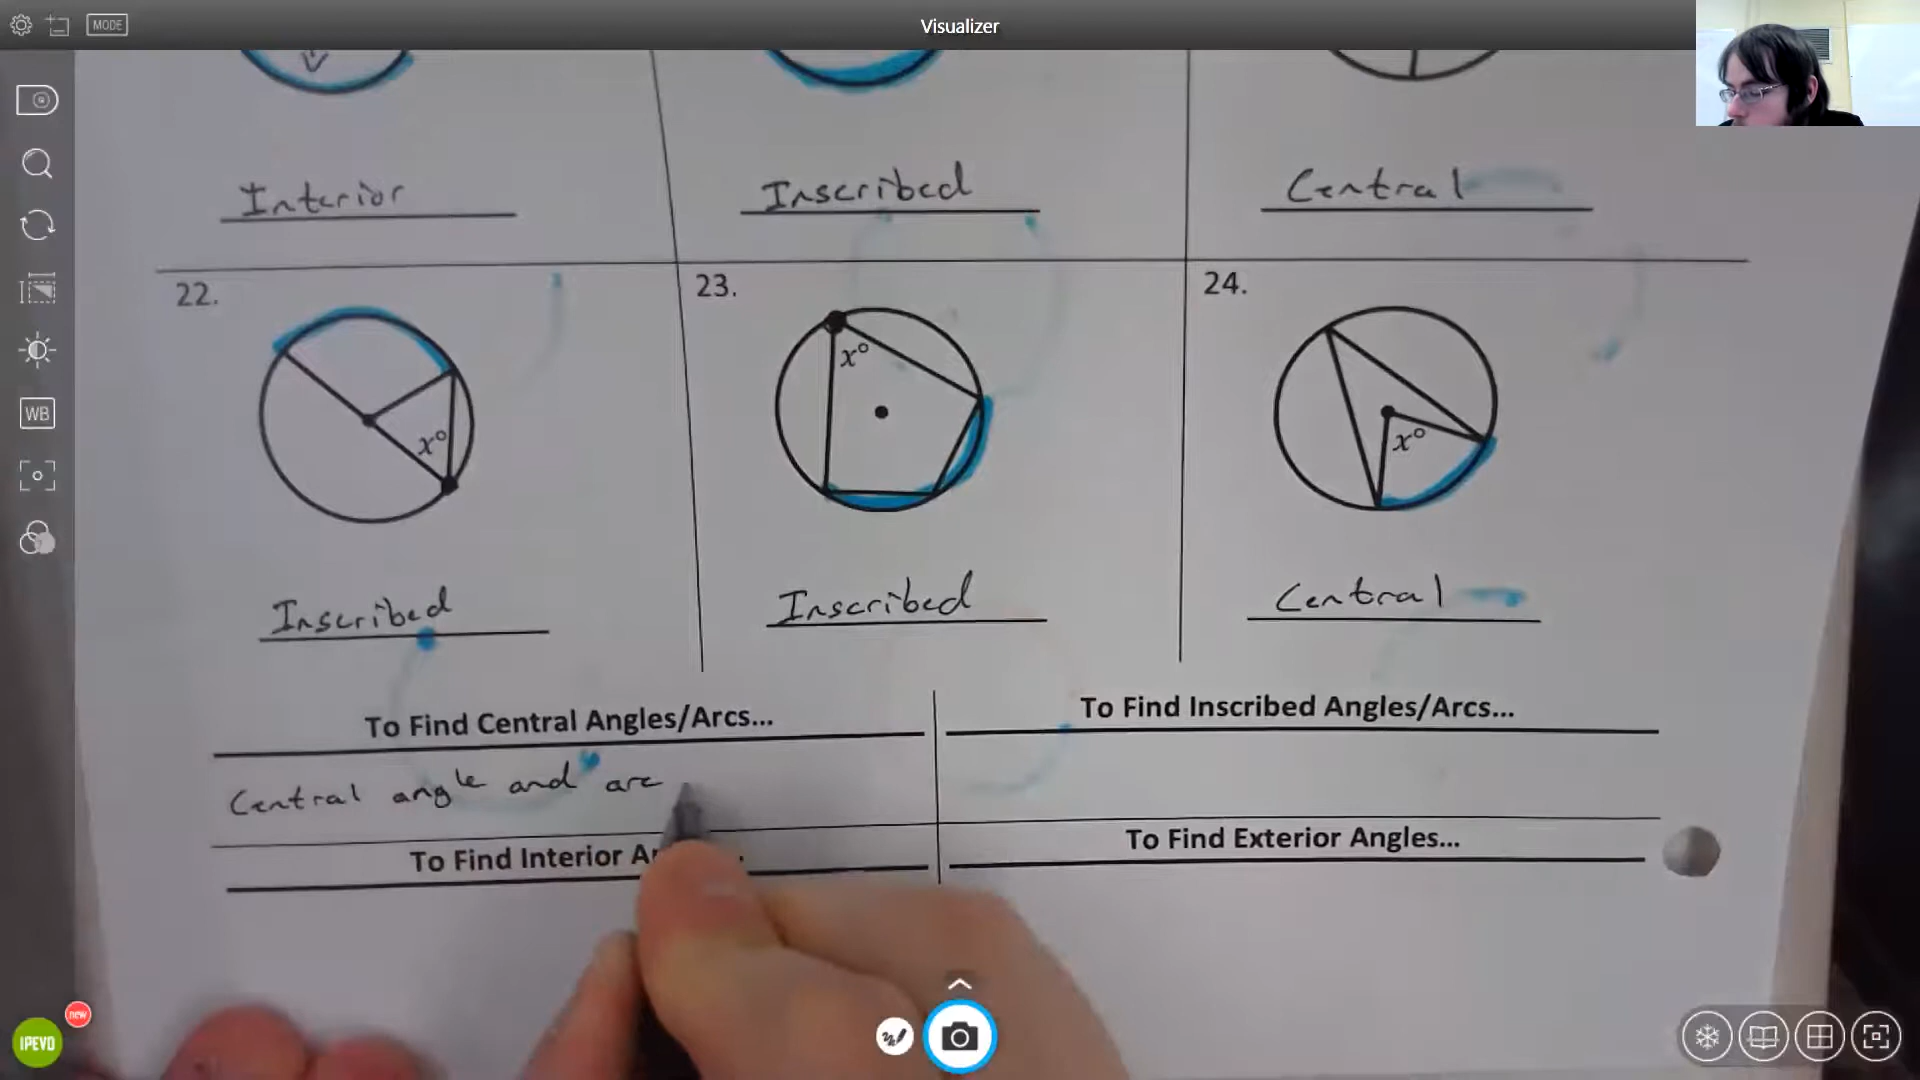 MODE
Visualizer
Interior
Inscribed
Central
22.
23.
24.
x°
x°
x°
Inscribed
Inscribed
Central
To Find Central Angles/Arcs...
To Find Inscribed Angles/Arcs...
Central angle and arc
To Find Interior
To Find Exterior Angles...
WB
new
IPEVO